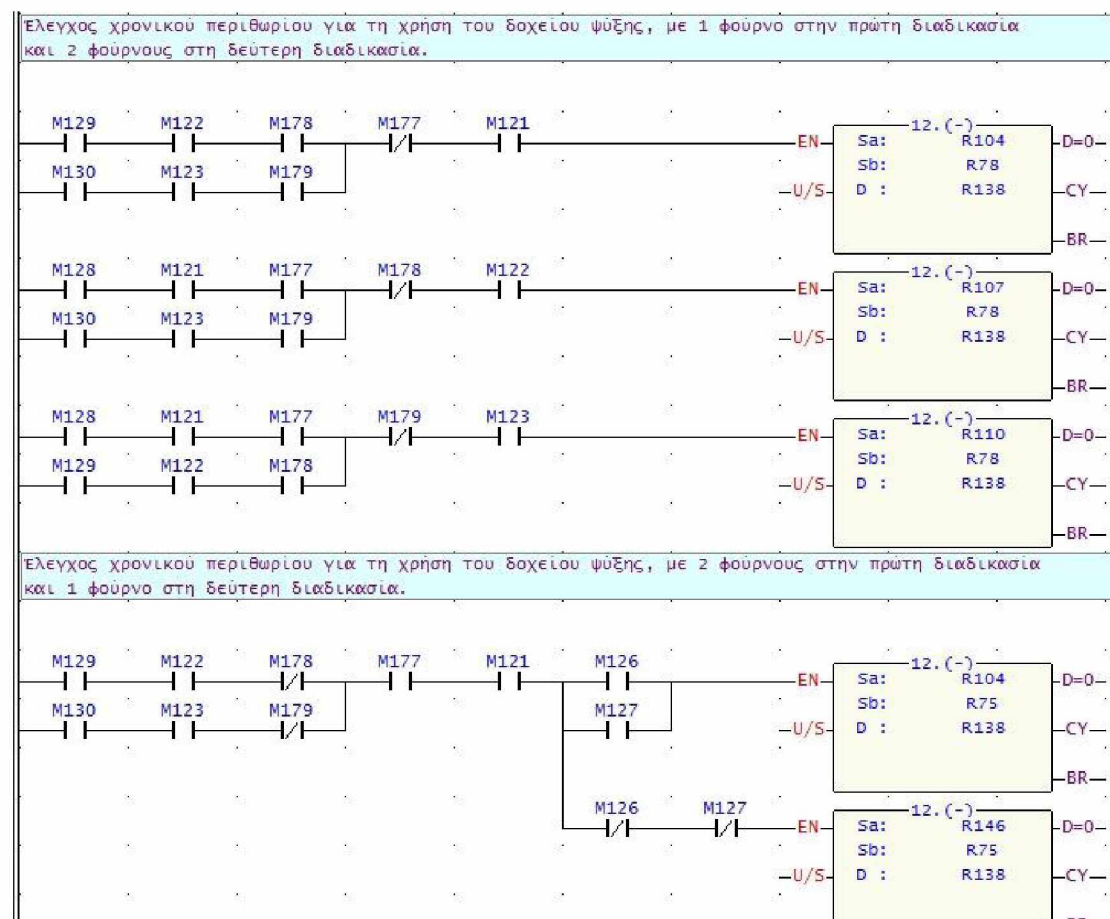 Έλεγχος χρονικού περιθωρίου για τη χρήση του δοχείου ψύξης, με 1 φούρνο στην πρώτη διαδικασία
και 2 φούρνους στη δεύτερη διαδικασία.
M129 M122 M178 M177 M121
12.(-)
EN Sa: R104 D=0
M130 M123 M179
Sb: R78
U/S D : R138 CY
BR
M128 M121 M177 M178 M122
12.(-)
EN Sa: R107 D=0
M130 M123 M179
Sb: R78
U/S D : R138 CY
BR
M128 M121 M177 M179 M123
12.(-)
EN Sa: R110 D=0
M129 M122 M178
Sb: R78
U/S D : R138 CY
BR
Έλεγχος χρονικού περιθωρίου για τη χρήση του δοχείου ψύξης, με 2 φούρνους στην πρώτη διαδικασία
και 1 φούρνο στη δεύτερη διαδικασία.
M129 M122 M178 M177 M121 M126
12.(-)
EN Sa: R104 D=0
M130 M123 M179 M127
Sb: R75
U/S D : R138 CY
BR
M126 M127
12.(-)
EN Sa: R146 D=0
Sb: R75
U/S D : R138 CY